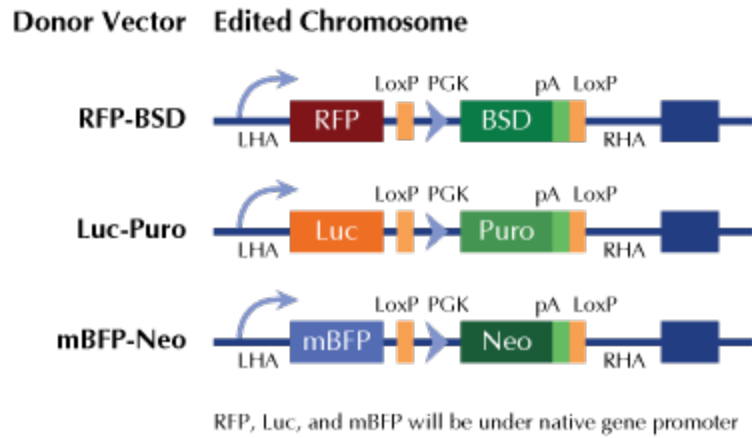 Donor Vector Edited Chromosome
LoxP PGK pA LoxP
RFP-BSD RFP BSD
LHA RHA
LoxP PGK pA LoxP
Luc-Puro Luc Puro
LHA RHA
LoxP PGK pA LoxP
mBFP-Neo mBFP Neo
LHA RHA
RFP, Luc, and mBFP will be under native gene promoter